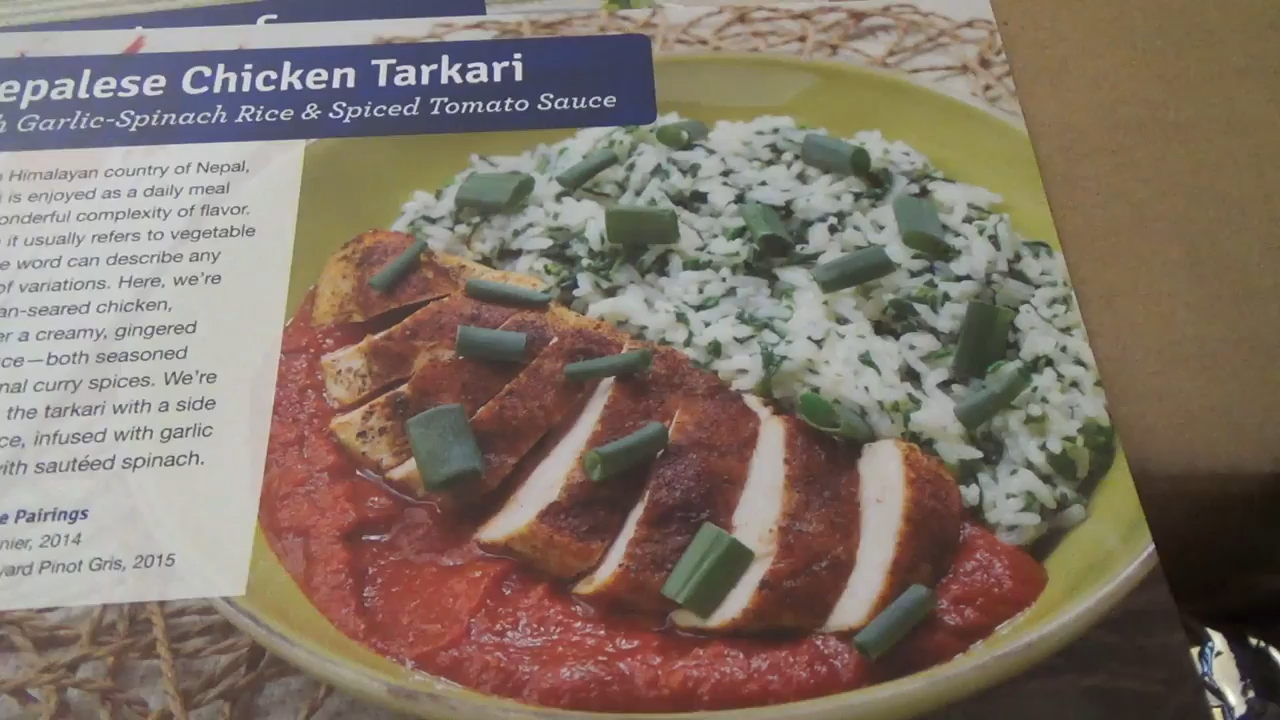 epalese Chicken Tarkari
h Garlic-Spinach Rice & Spiced Tomato Sauce
Himalayan country of Nepal,
is enjoyed as a daily meal
onderful complexity of flavor.
it usually refers to vegetable
e word can describe any
of variations. Here, we're
an-seared chicken,
er a creamy, gingered
ce—both seasoned
nal curry spices. We're
the tarkari with a side
ce, infused with garlic
ith sautéed spinach.
e Pairings
nier, 2014
yard Pinot Gris, 2015